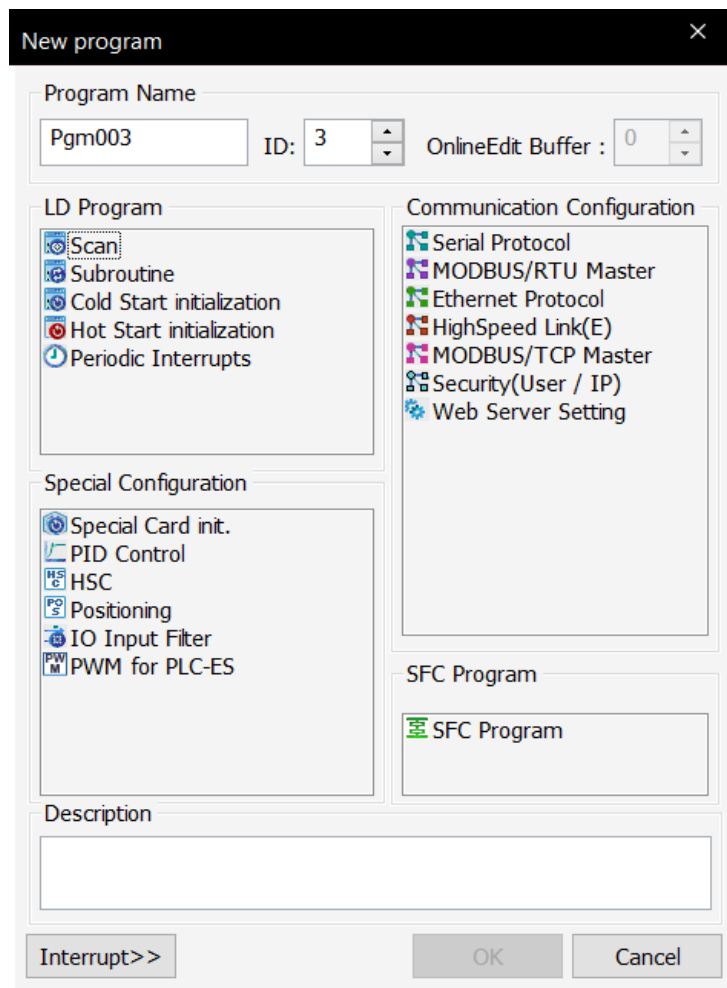 New program
Program Name
Pgm003
ID:
3
OnlineEdit Buffer :
0
LD Program
Scan
Subroutine
Cold Start initialization
Hot Start initialization
Periodic Interrupts
Communication Configuration
Serial Protocol
MODBUS/RTU Master
Ethernet Protocol
HighSpeed Link(E)
MODBUS/TCP Master
Security(User / IP)
Web Server Setting
Special Configuration
Special Card init.
PID Control
HSC
Positioning
IO Input Filter
PWM for PLC-ES
SFC Program
SFC Program
Description
Interrupt>>
OK
Cancel